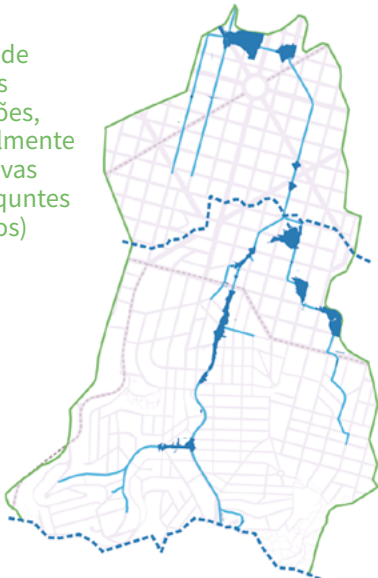 de
s
ões,
lmente
vas
quntes
os)